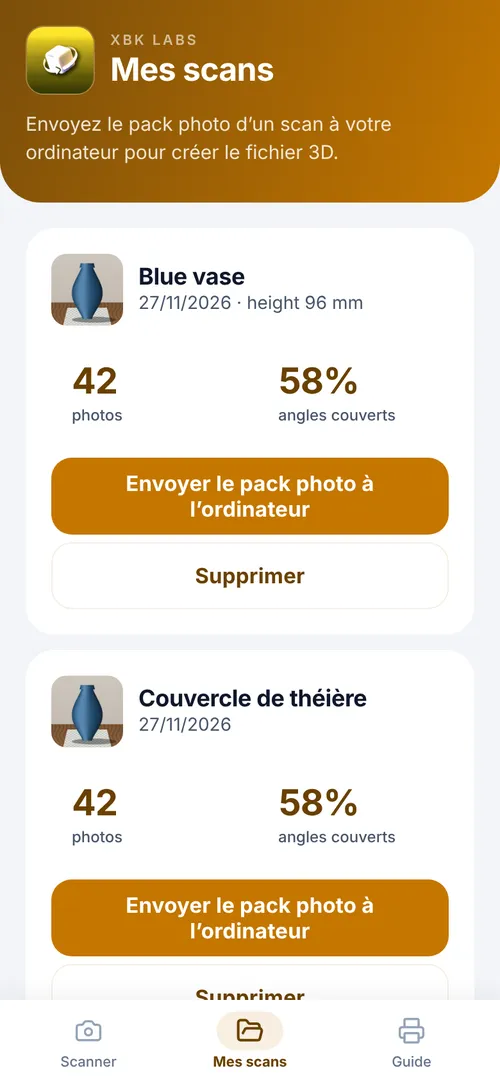 XBK LABS
Mes scans
Envoyez le pack photo d’un scan à votre
ordinateur pour créer le fichier 3D.
Blue vase
27/11/2026 · height 96 mm
42
photos
58%
angles couverts
Envoyer le pack photo à
l’ordinateur
Supprimer
Couvercle de théière
27/11/2026
42
photos
58%
angles couverts
Envoyer le pack photo à
l’ordinateur
Supprimer
Scanner
Mes scans
Guide